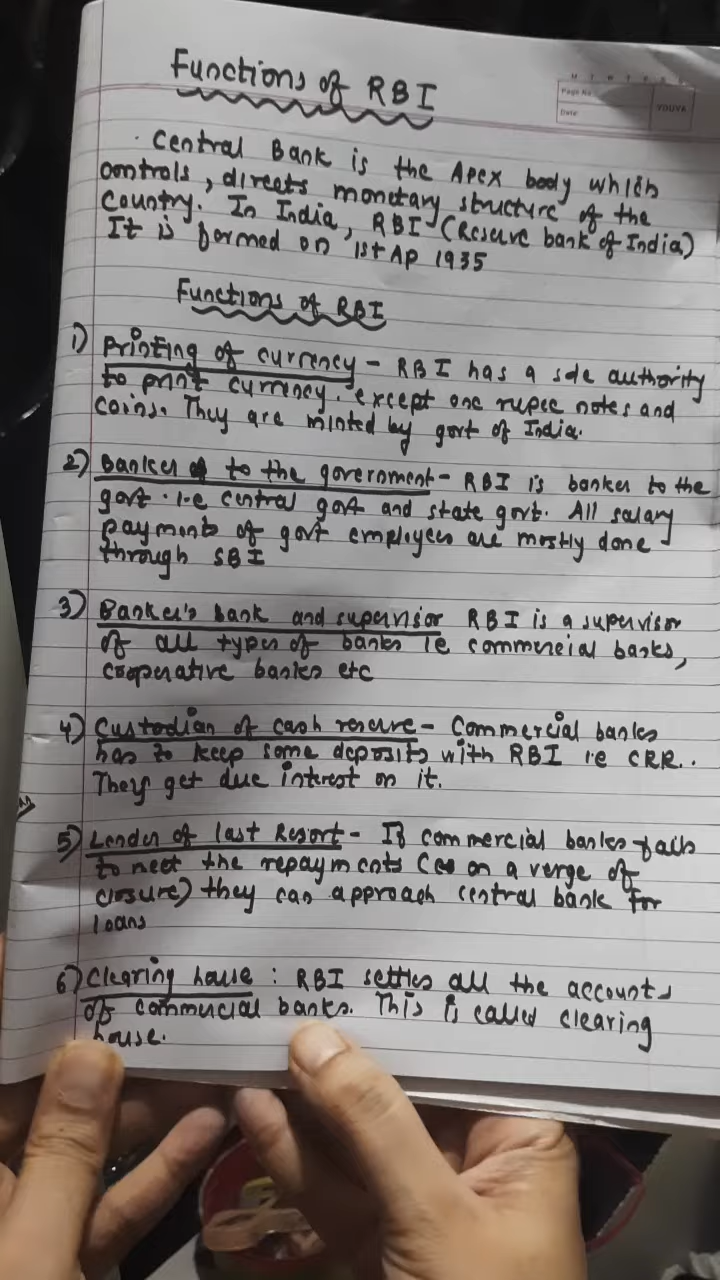 Functions of RBI
M T W T F S S
Page No
Date:
YOUVA
Central Bank is the Apex body which
controls, directs monetary structure of the
country. In India, RBI (Reserve bank of India)
It is formed on 1st Ap 1935
Functions of RBI
1) Printing of currency - RBI has a sole authority
to print currency. except one rupee notes and
coins. They are minted by govt of India.
2) Banker to the government - RBI is banker to the
govt. i.e central govt and state govt. All salary
payments of govt employees are mostly done
through SBI
3) Banker's bank and supervisor RBI is a supervisor
of all types of banks ie commercial banks,
cooperative banks etc
4) Custodian of cash reserve - Commercial banks
has to keep some deposits with RBI i.e CRR..
They get due interest on it.
5) Lender of last Resort - If commercial banks fails
to meet the repayments ( on a verge of
closure) they can approach central bank for
loans
6) Clearing house : RBI settles all the accounts
of commercial banks. This is called clearing
house.